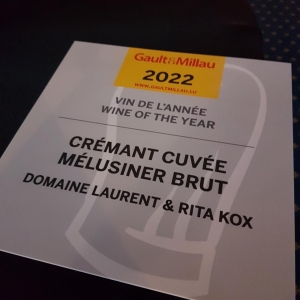 Gault&Millau
2022
WWW.GAULTMILLAU.LU
VIN DE L'ANNÉE
WINE OF THE YEAR
CRÉMANT CUVÉE
MÉLUSINER BRUT
DOMAINE LAURENT & RITA KOX